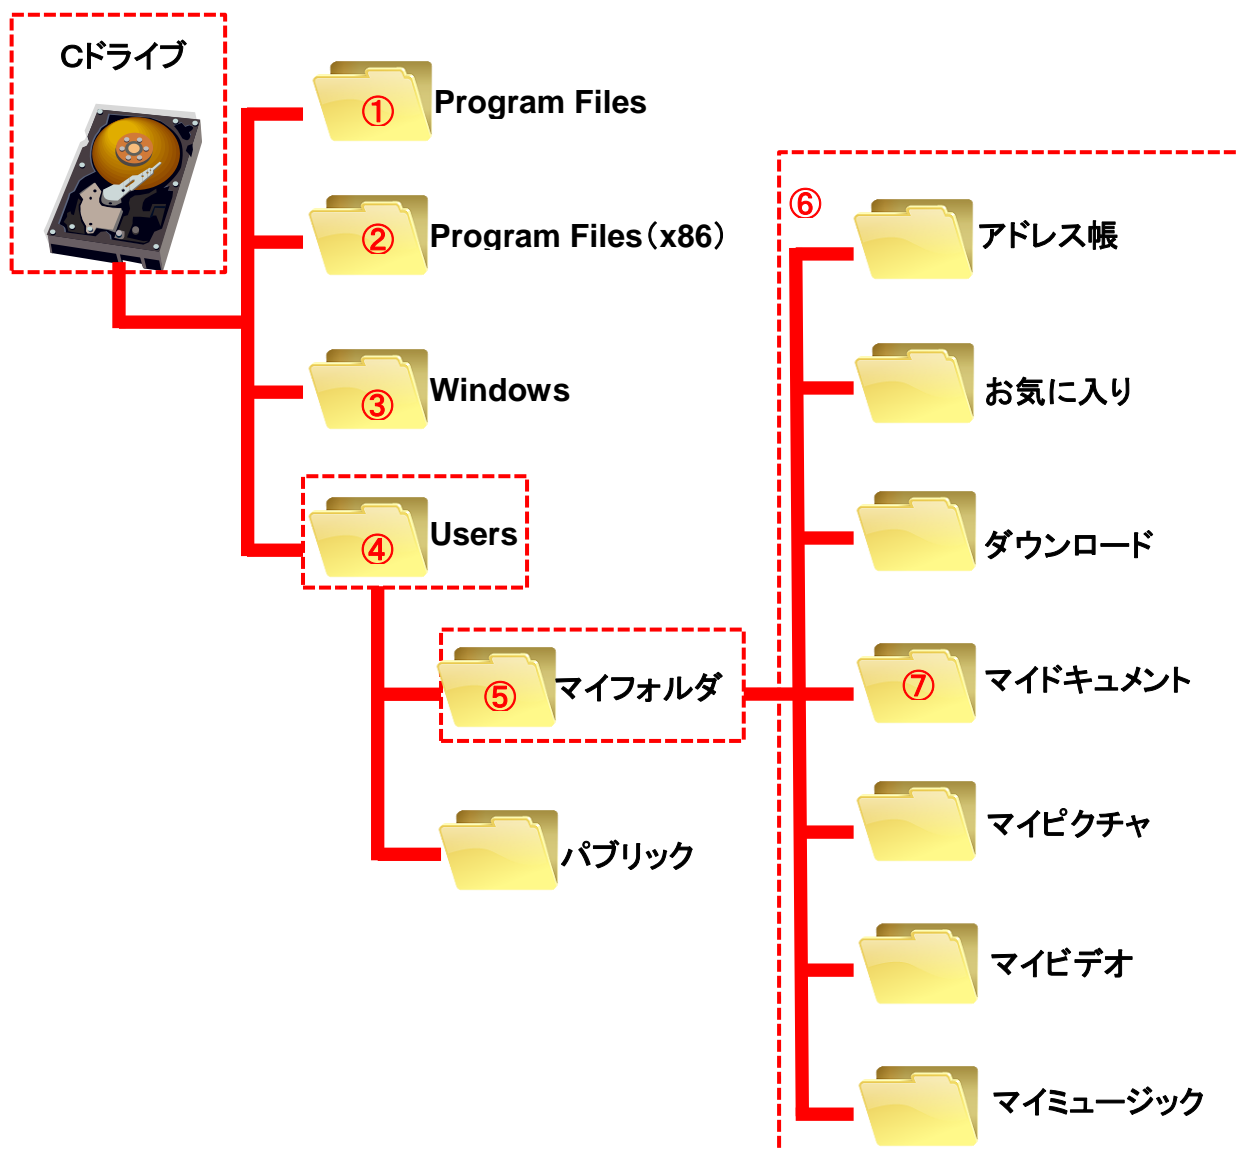 Cドライブ
① Program Files
② Program Files（x86）
③ Windows
④ Users
⑤ マイフォルダ
パブリック
⑥
アドレス帳
お気に入り
ダウンロード
⑦ マイドキュメント
マイピクチャ
マイビデオ
マイミュージック